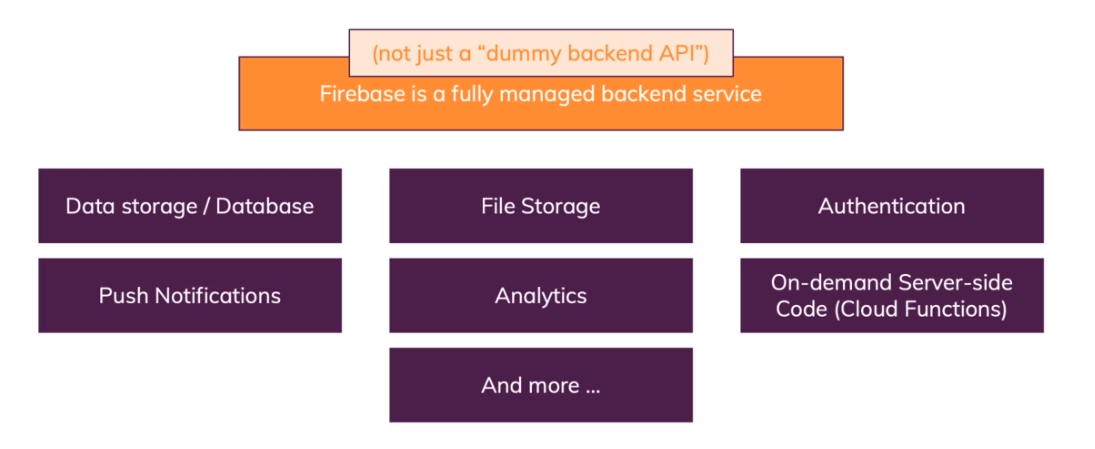 (not just a “dummy backend API”)
Firebase is a fully managed backend service
Data storage / Database
File Storage
Authentication
Push Notifications
Analytics
On-demand Server-side
Code (Cloud Functions)
And more ...